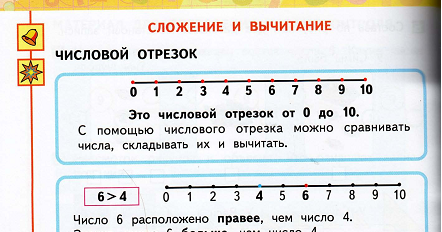 СЛОЖЕНИЕ И ВЫЧИТАНИЕ
ЧИСЛОВОЙ ОТРЕЗОК
0 1 2 3 4 5 6 7 8 9 10
Это числовой отрезок от 0 до 10.
С помощью числового отрезка можно сравнивать
числа, складывать их и вычитать.
6 > 4
0 1 2 3 4 5 6 7 8 9 10
Число 6 расположено правее, чем число 4.